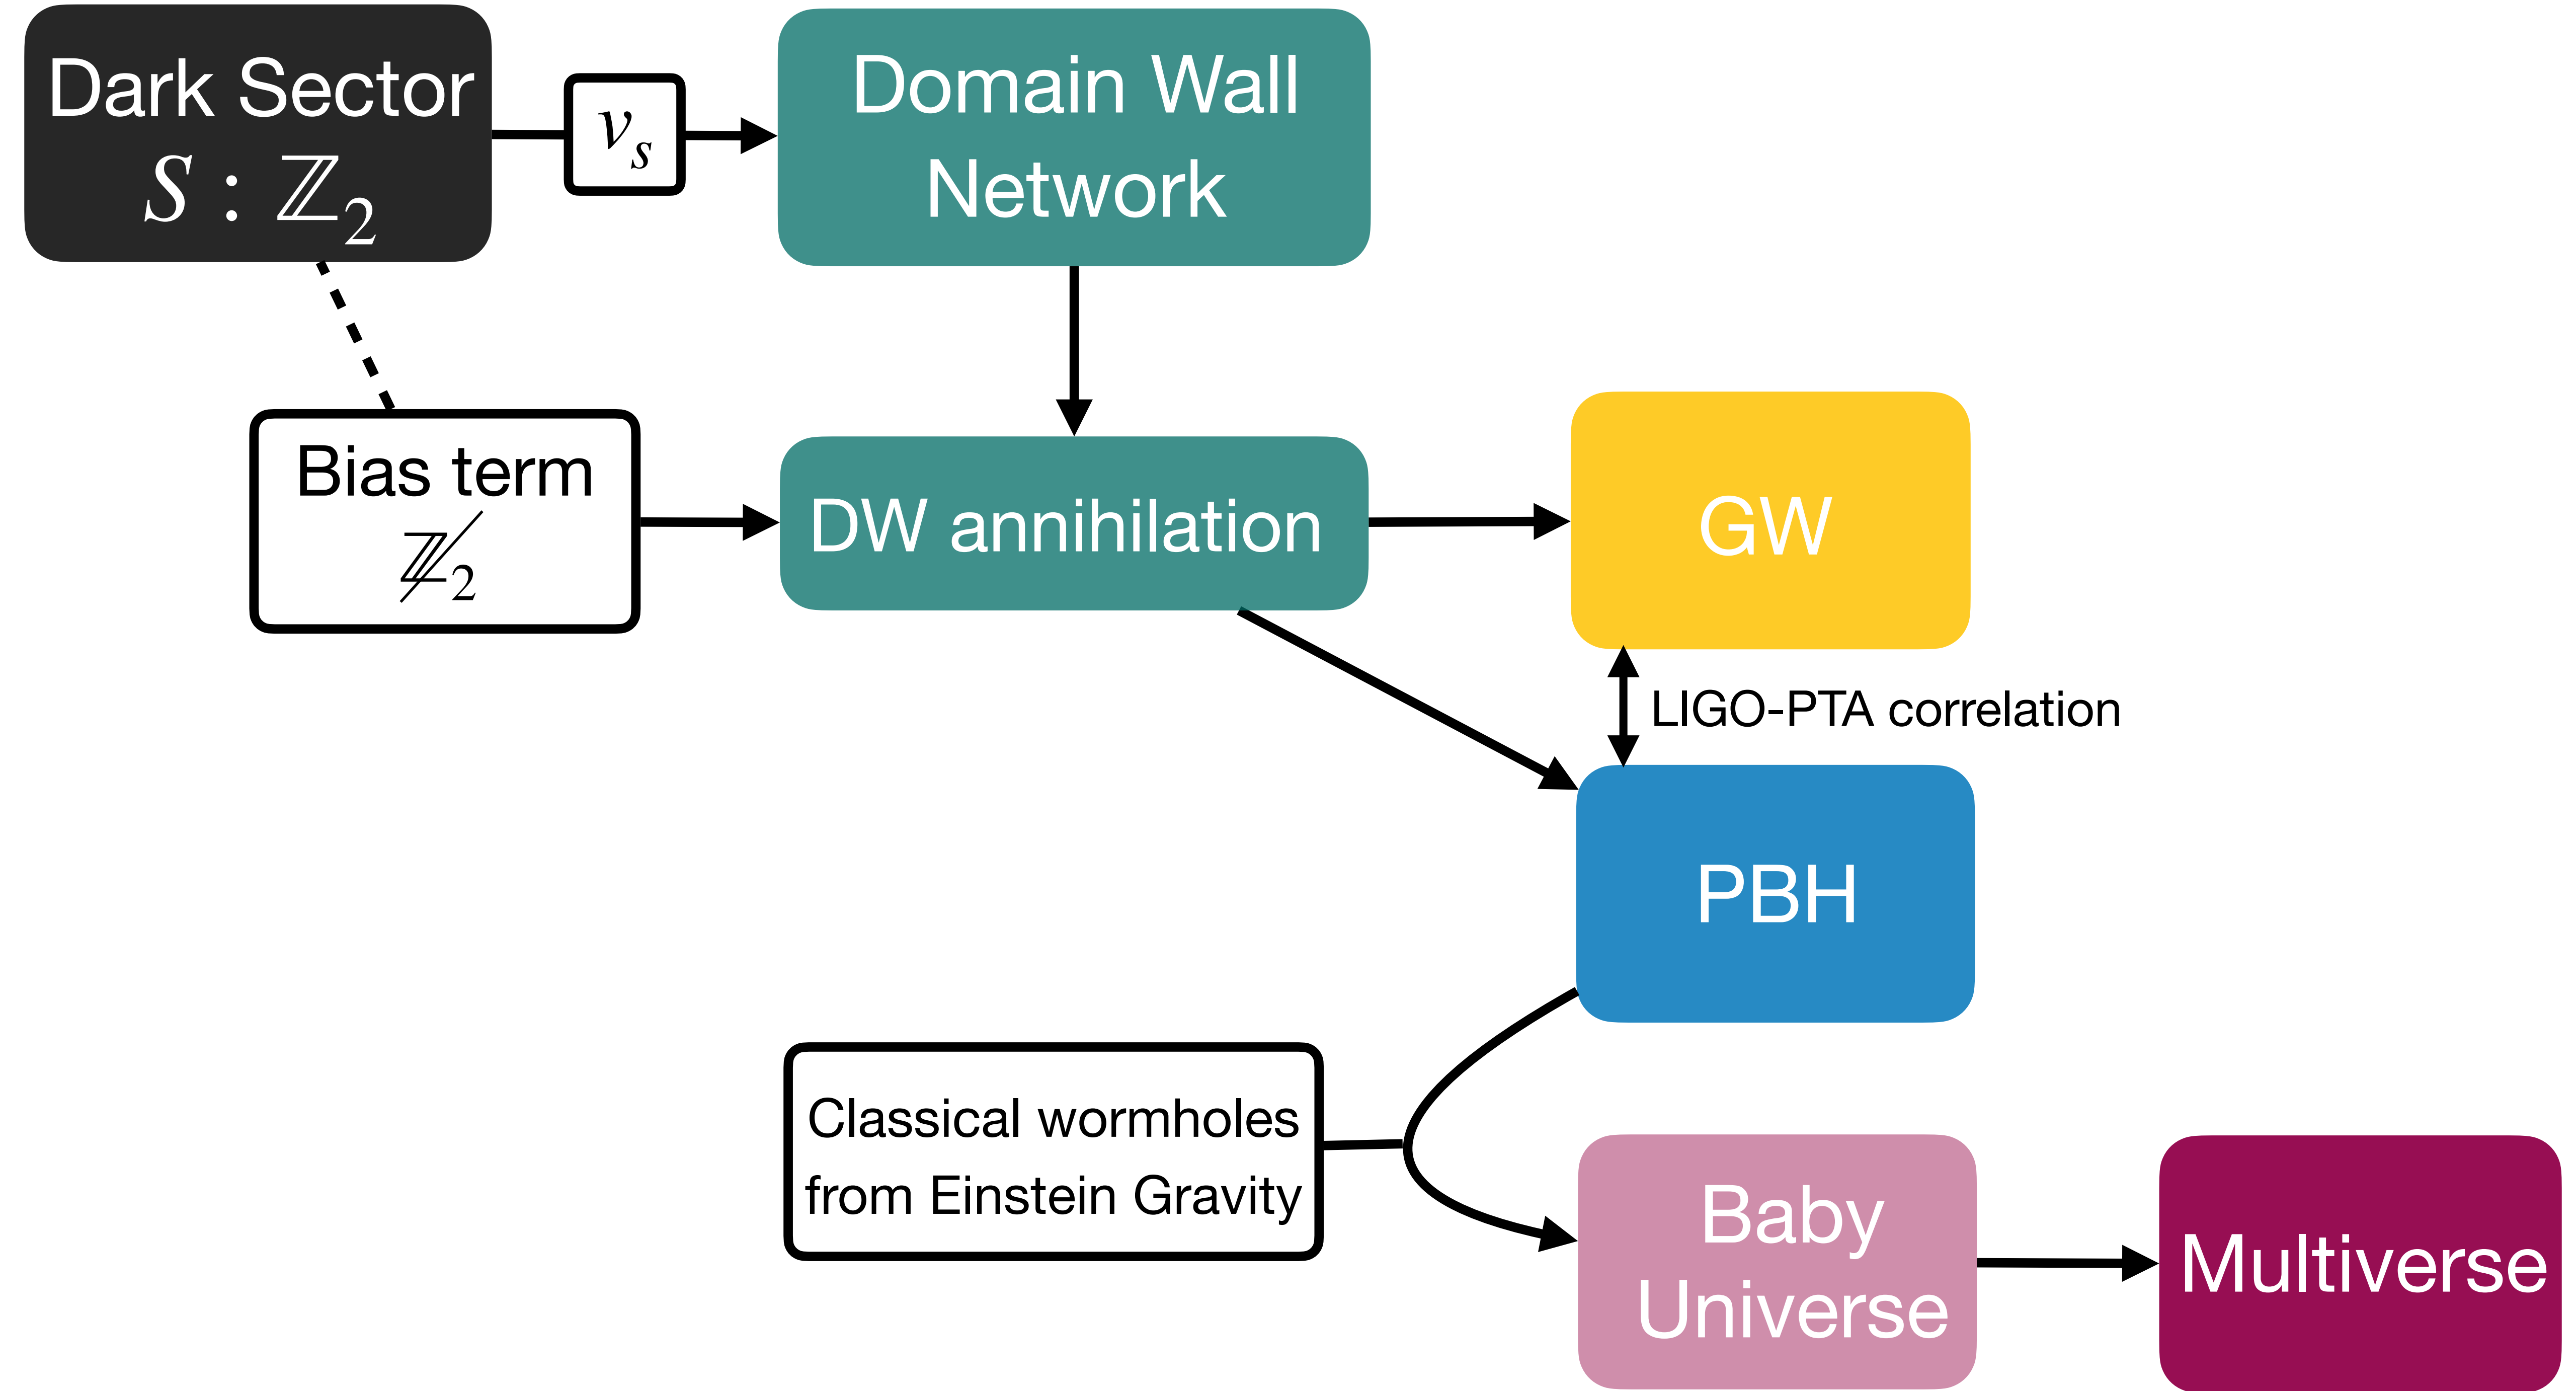 Dark Sector
S : ℤ₂
vₛ
Domain Wall
Network
Bias term
ℤ̸₂
DW annihilation
GW
LIGO-PTA correlation
PBH
Classical wormholes
from Einstein Gravity
Baby
Universe
Multiverse